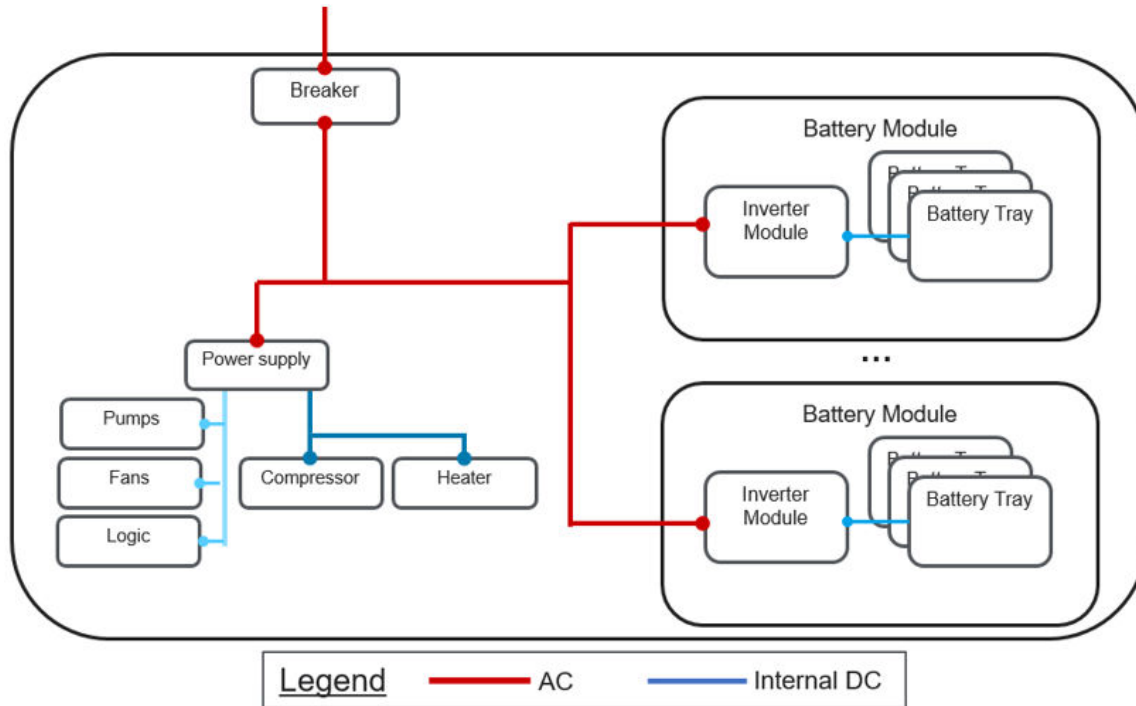 Breaker
Battery Module
Inverter
Module
Battery Tray
...
Power supply
Pumps
Fans
Logic
Compressor
Heater
Battery Module
Inverter
Module
Battery Tray
Legend
AC
Internal DC